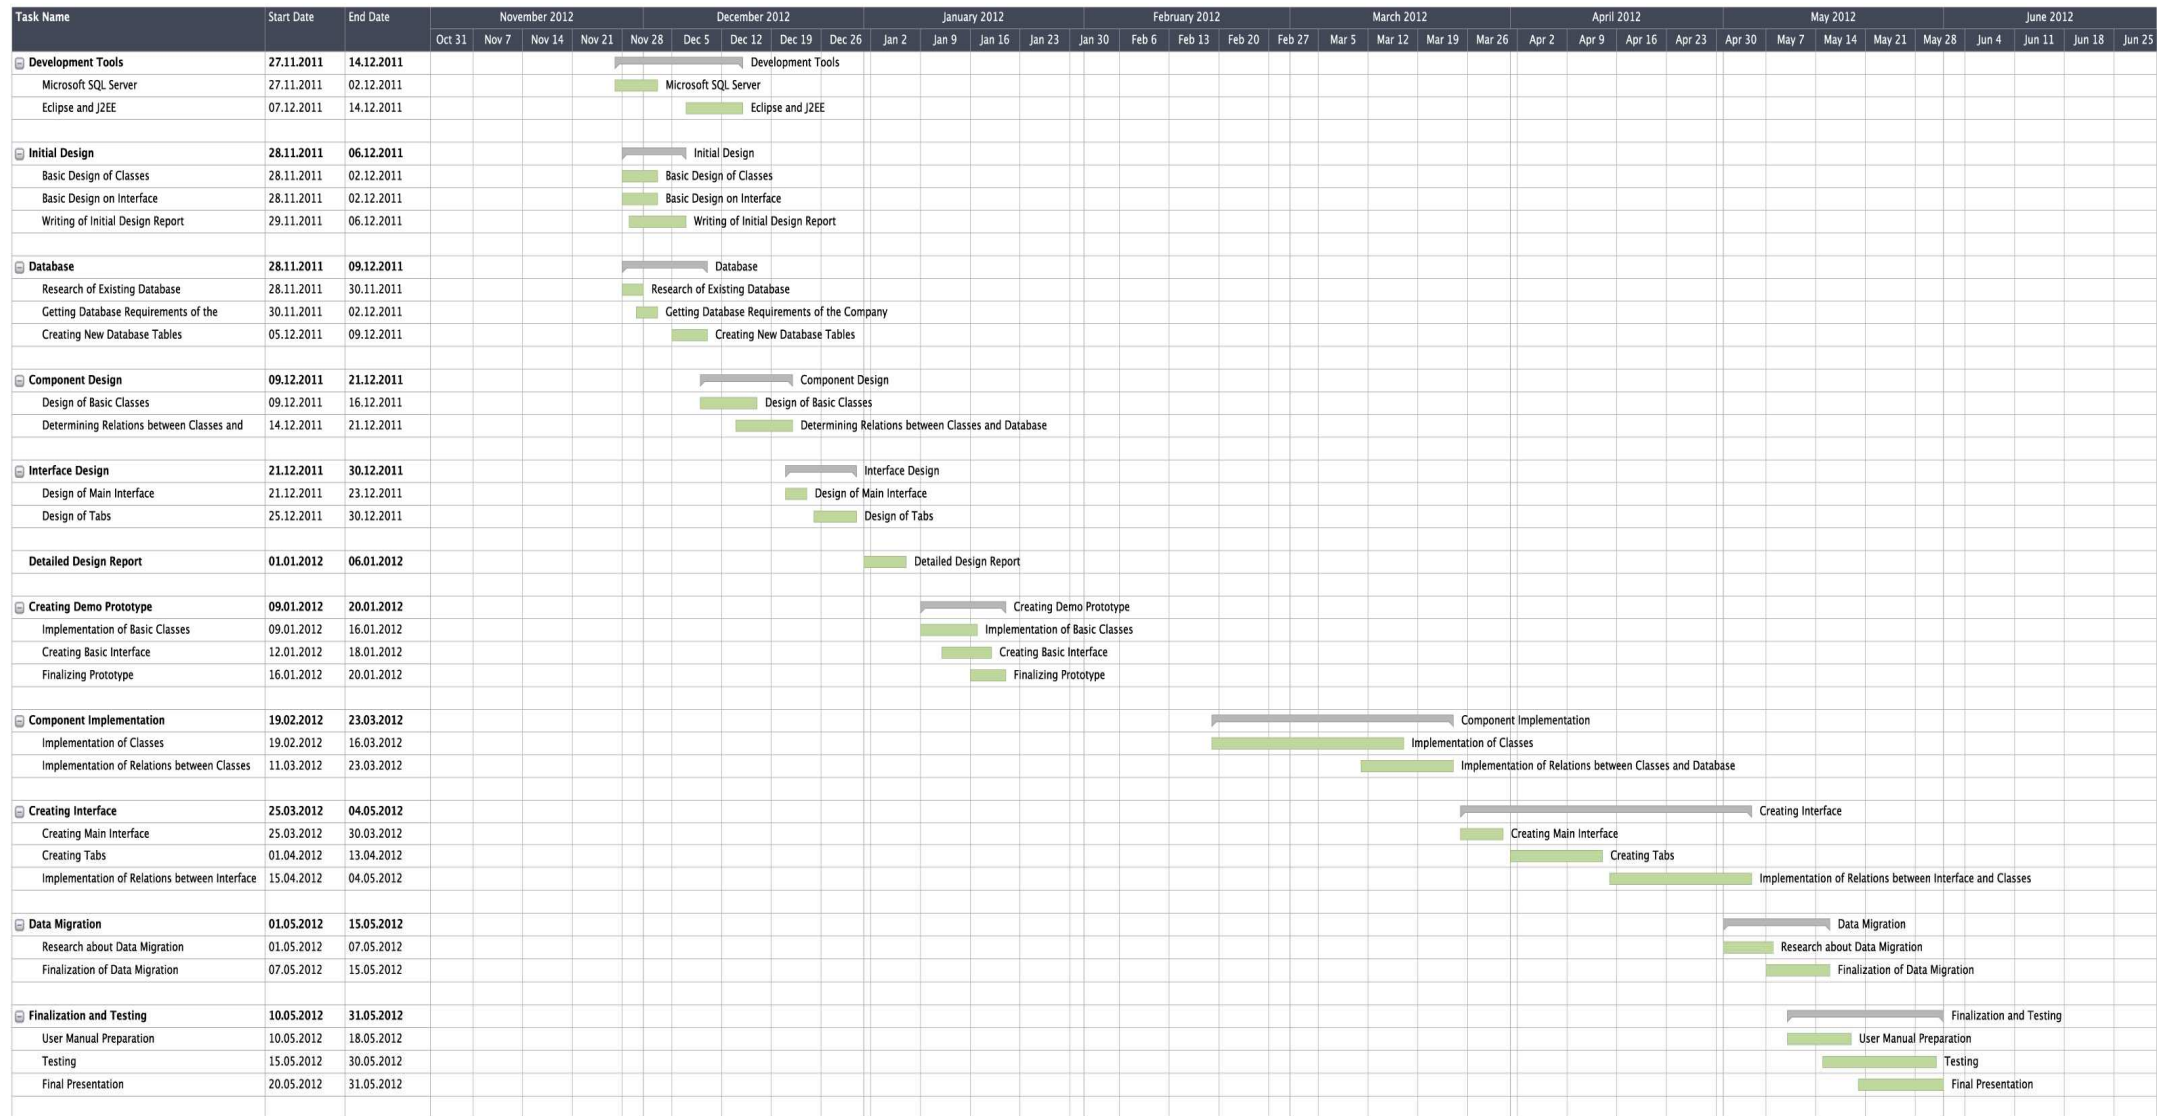 Task Name Start Date End Date November 2012 December 2012 January 2012 February 2012 March 2012 April 2012 May 2012 June 2012
Oct 31 Nov 7 Nov 14 Nov 21 Nov 28 Dec 5 Dec 12 Dec 19 Dec 26 Jan 2 Jan 9 Jan 16 Jan 23 Jan 30 Feb 6 Feb 13 Feb 20 Feb 27 Mar 5 Mar 12 Mar 19 Mar 26 Apr 2 Apr 9 Apr 16 Apr 23 Apr 30 May 7 May 14 May 21 May 28 Jun 4 Jun 11 Jun 18 Jun 25
Development Tools 27.11.2011 14.12.2011 Development Tools
Microsoft SQL Server 27.11.2011 02.12.2011 Microsoft SQL Server
Eclipse and J2EE 07.12.2011 14.12.2011 Eclipse and J2EE
Initial Design 28.11.2011 06.12.2011 Initial Design
Basic Design of Classes 28.11.2011 02.12.2011 Basic Design of Classes
Basic Design on Interface 28.11.2011 02.12.2011 Basic Design on Interface
Writing of Initial Design Report 29.11.2011 06.12.2011 Writing of Initial Design Report
Database 28.11.2011 09.12.2011 Database
Research of Existing Database 28.11.2011 30.11.2011 Research of Existing Database
Getting Database Requirements of the 30.11.2011 02.12.2011 Getting Database Requirements of the Company
Creating New Database Tables 05.12.2011 09.12.2011 Creating New Database Tables
Component Design 09.12.2011 21.12.2011 Component Design
Design of Basic Classes 09.12.2011 16.12.2011 Design of Basic Classes
Determining Relations between Classes and 14.12.2011 21.12.2011 Determining Relations between Classes and Database
Interface Design 21.12.2011 30.12.2011 Interface Design
Design of Main Interface 21.12.2011 23.12.2011 Design of Main Interface
Design of Tabs 25.12.2011 30.12.2011 Design of Tabs
Detailed Design Report 01.01.2012 06.01.2012 Detailed Design Report
Creating Demo Prototype 09.01.2012 20.01.2012 Creating Demo Prototype
Implementation of Basic Classes 09.01.2012 16.01.2012 Implementation of Basic Classes
Creating Basic Interface 12.01.2012 18.01.2012 Creating Basic Interface
Finalizing Prototype 16.01.2012 20.01.2012 Finalizing Prototype
Component Implementation 19.02.2012 23.03.2012 Component Implementation
Implementation of Classes 19.02.2012 16.03.2012 Implementation of Classes
Implementation of Relations between Classes 11.03.2012 23.03.2012 Implementation of Relations between Classes and Database
Creating Interface 25.03.2012 04.05.2012 Creating Interface
Creating Main Interface 25.03.2012 30.03.2012 Creating Main Interface
Creating Tabs 01.04.2012 13.04.2012 Creating Tabs
Implementation of Relations between Interface 15.04.2012 04.05.2012 Implementation of Relations between Interface and Classes
Data Migration 01.05.2012 15.05.2012 Data Migration
Research about Data Migration 01.05.2012 07.05.2012 Research about Data Migration
Finalization of Data Migration 07.05.2012 15.05.2012 Finalization of Data Migration
Finalization and Testing 10.05.2012 31.05.2012 Finalization and Testing
User Manual Preparation 10.05.2012 18.05.2012 User Manual Preparation
Testing 15.05.2012 30.05.2012 Testing
Final Presentation 20.05.2012 31.05.2012 Final Presentation